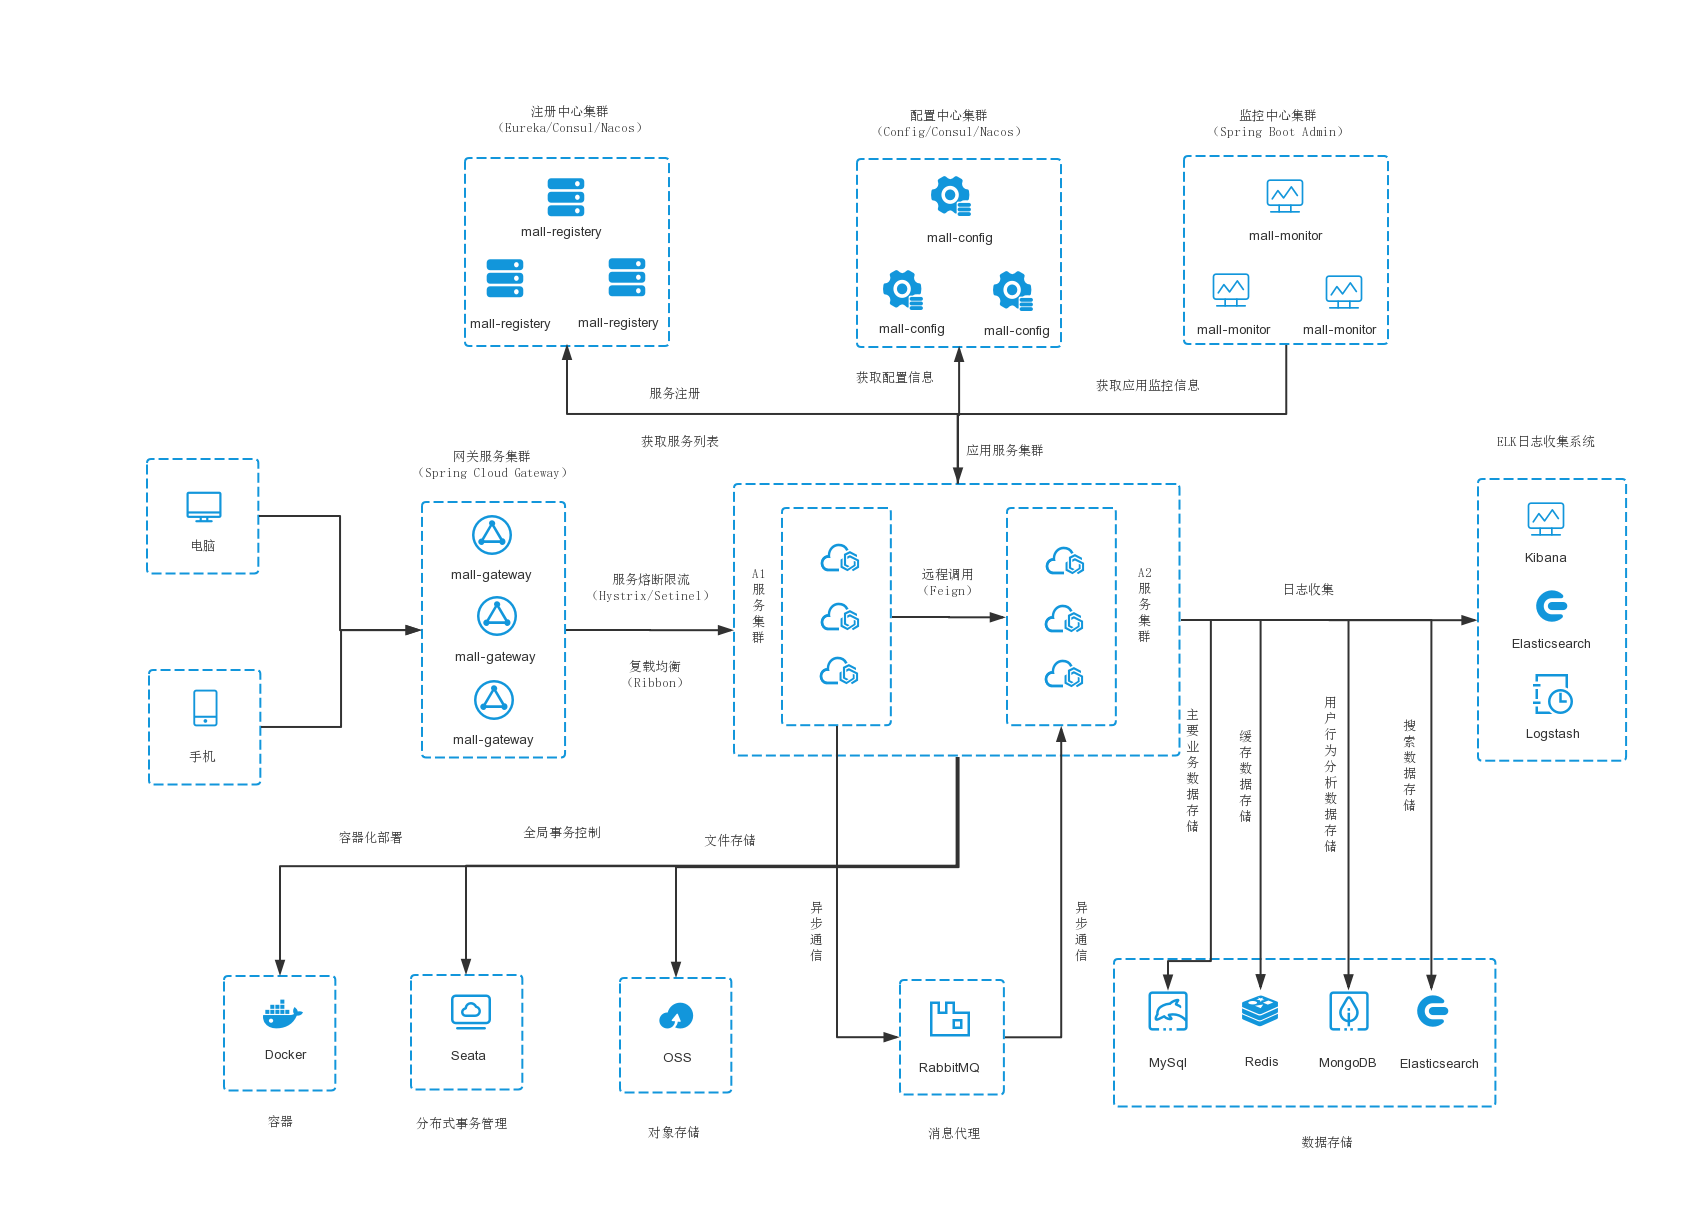 注册中心集群
（Eureka/Consul/Nacos）
配置中心集群
（Config/Consul/Nacos）
监控中心集群
（Spring Boot Admin）
mall-registery
mall-registery
mall-registery
mall-config
mall-config
mall-config
mall-monitor
mall-monitor
mall-monitor
服务注册
获取配置信息
获取应用监控信息
获取服务列表
应用服务集群
ELK日志收集系统
网关服务集群
（Spring Cloud Gateway）
电脑
手机
mall-gateway
mall-gateway
mall-gateway
服务熔断限流
（Hystrix/Setinel）
复载均衡
（Ribbon）
A1服务集群
远程调用
（Feign）
A2服务集群
日志收集
Kibana
Elasticsearch
Logstash
主要业务数据存储
缓存数据存储
用户行为分析数据存储
搜索数据存储
容器化部署
全局事务控制
文件存储
异步通信
异步通信
Docker
Seata
OSS
RabbitMQ
MySql
Redis
MongoDB
Elasticsearch
容器
分布式事务管理
对象存储
消息代理
数据存储